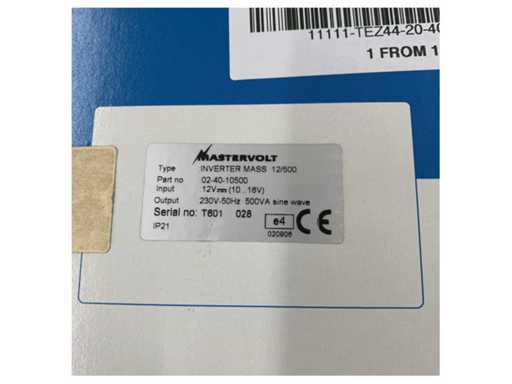 11111-TEZ44-20-40
1 FROM 1
MASTERVOLT
Type INVERTER MASS 12/500
Part no 02-40-10500
Input 12V⎓ (10...16V)
Output 230V-50Hz 500VA sine wave
Serial no: T601 028
IP21
e4 CE
020906